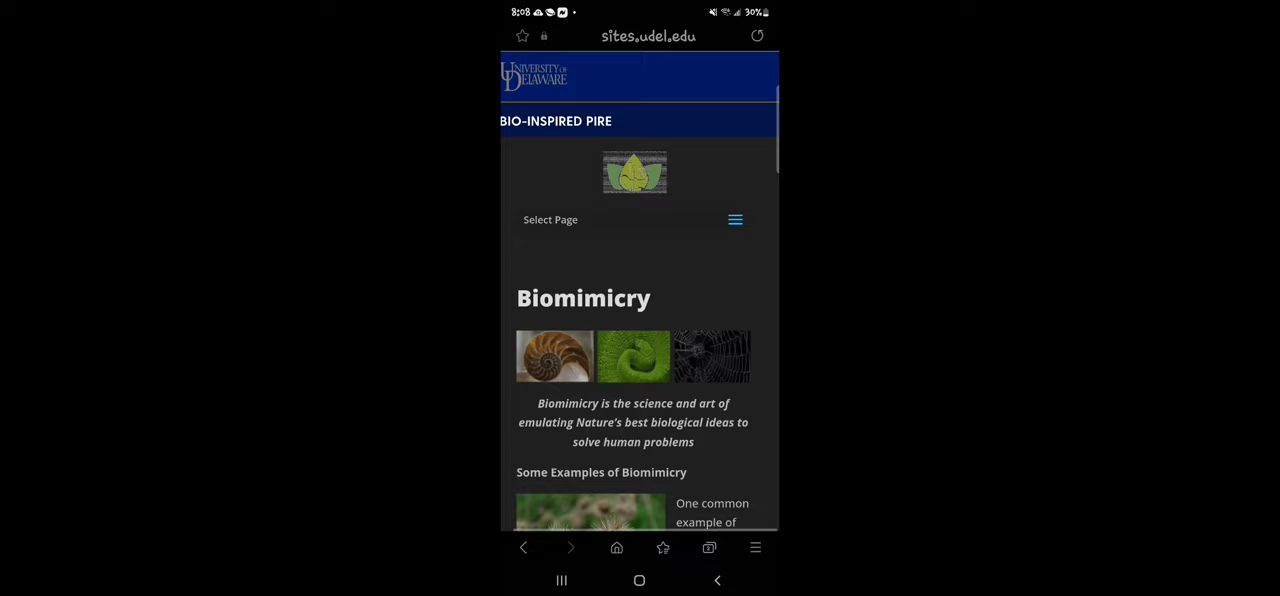 8:08
30%
sites.udel.edu
UNIVERSITY OF
DELAWARE
BIO-INSPIRED PIRE
Select Page
Biomimicry
Biomimicry is the science and art of
emulating Nature's best biological ideas to
solve human problems
Some Examples of Biomimicry
One common
example of